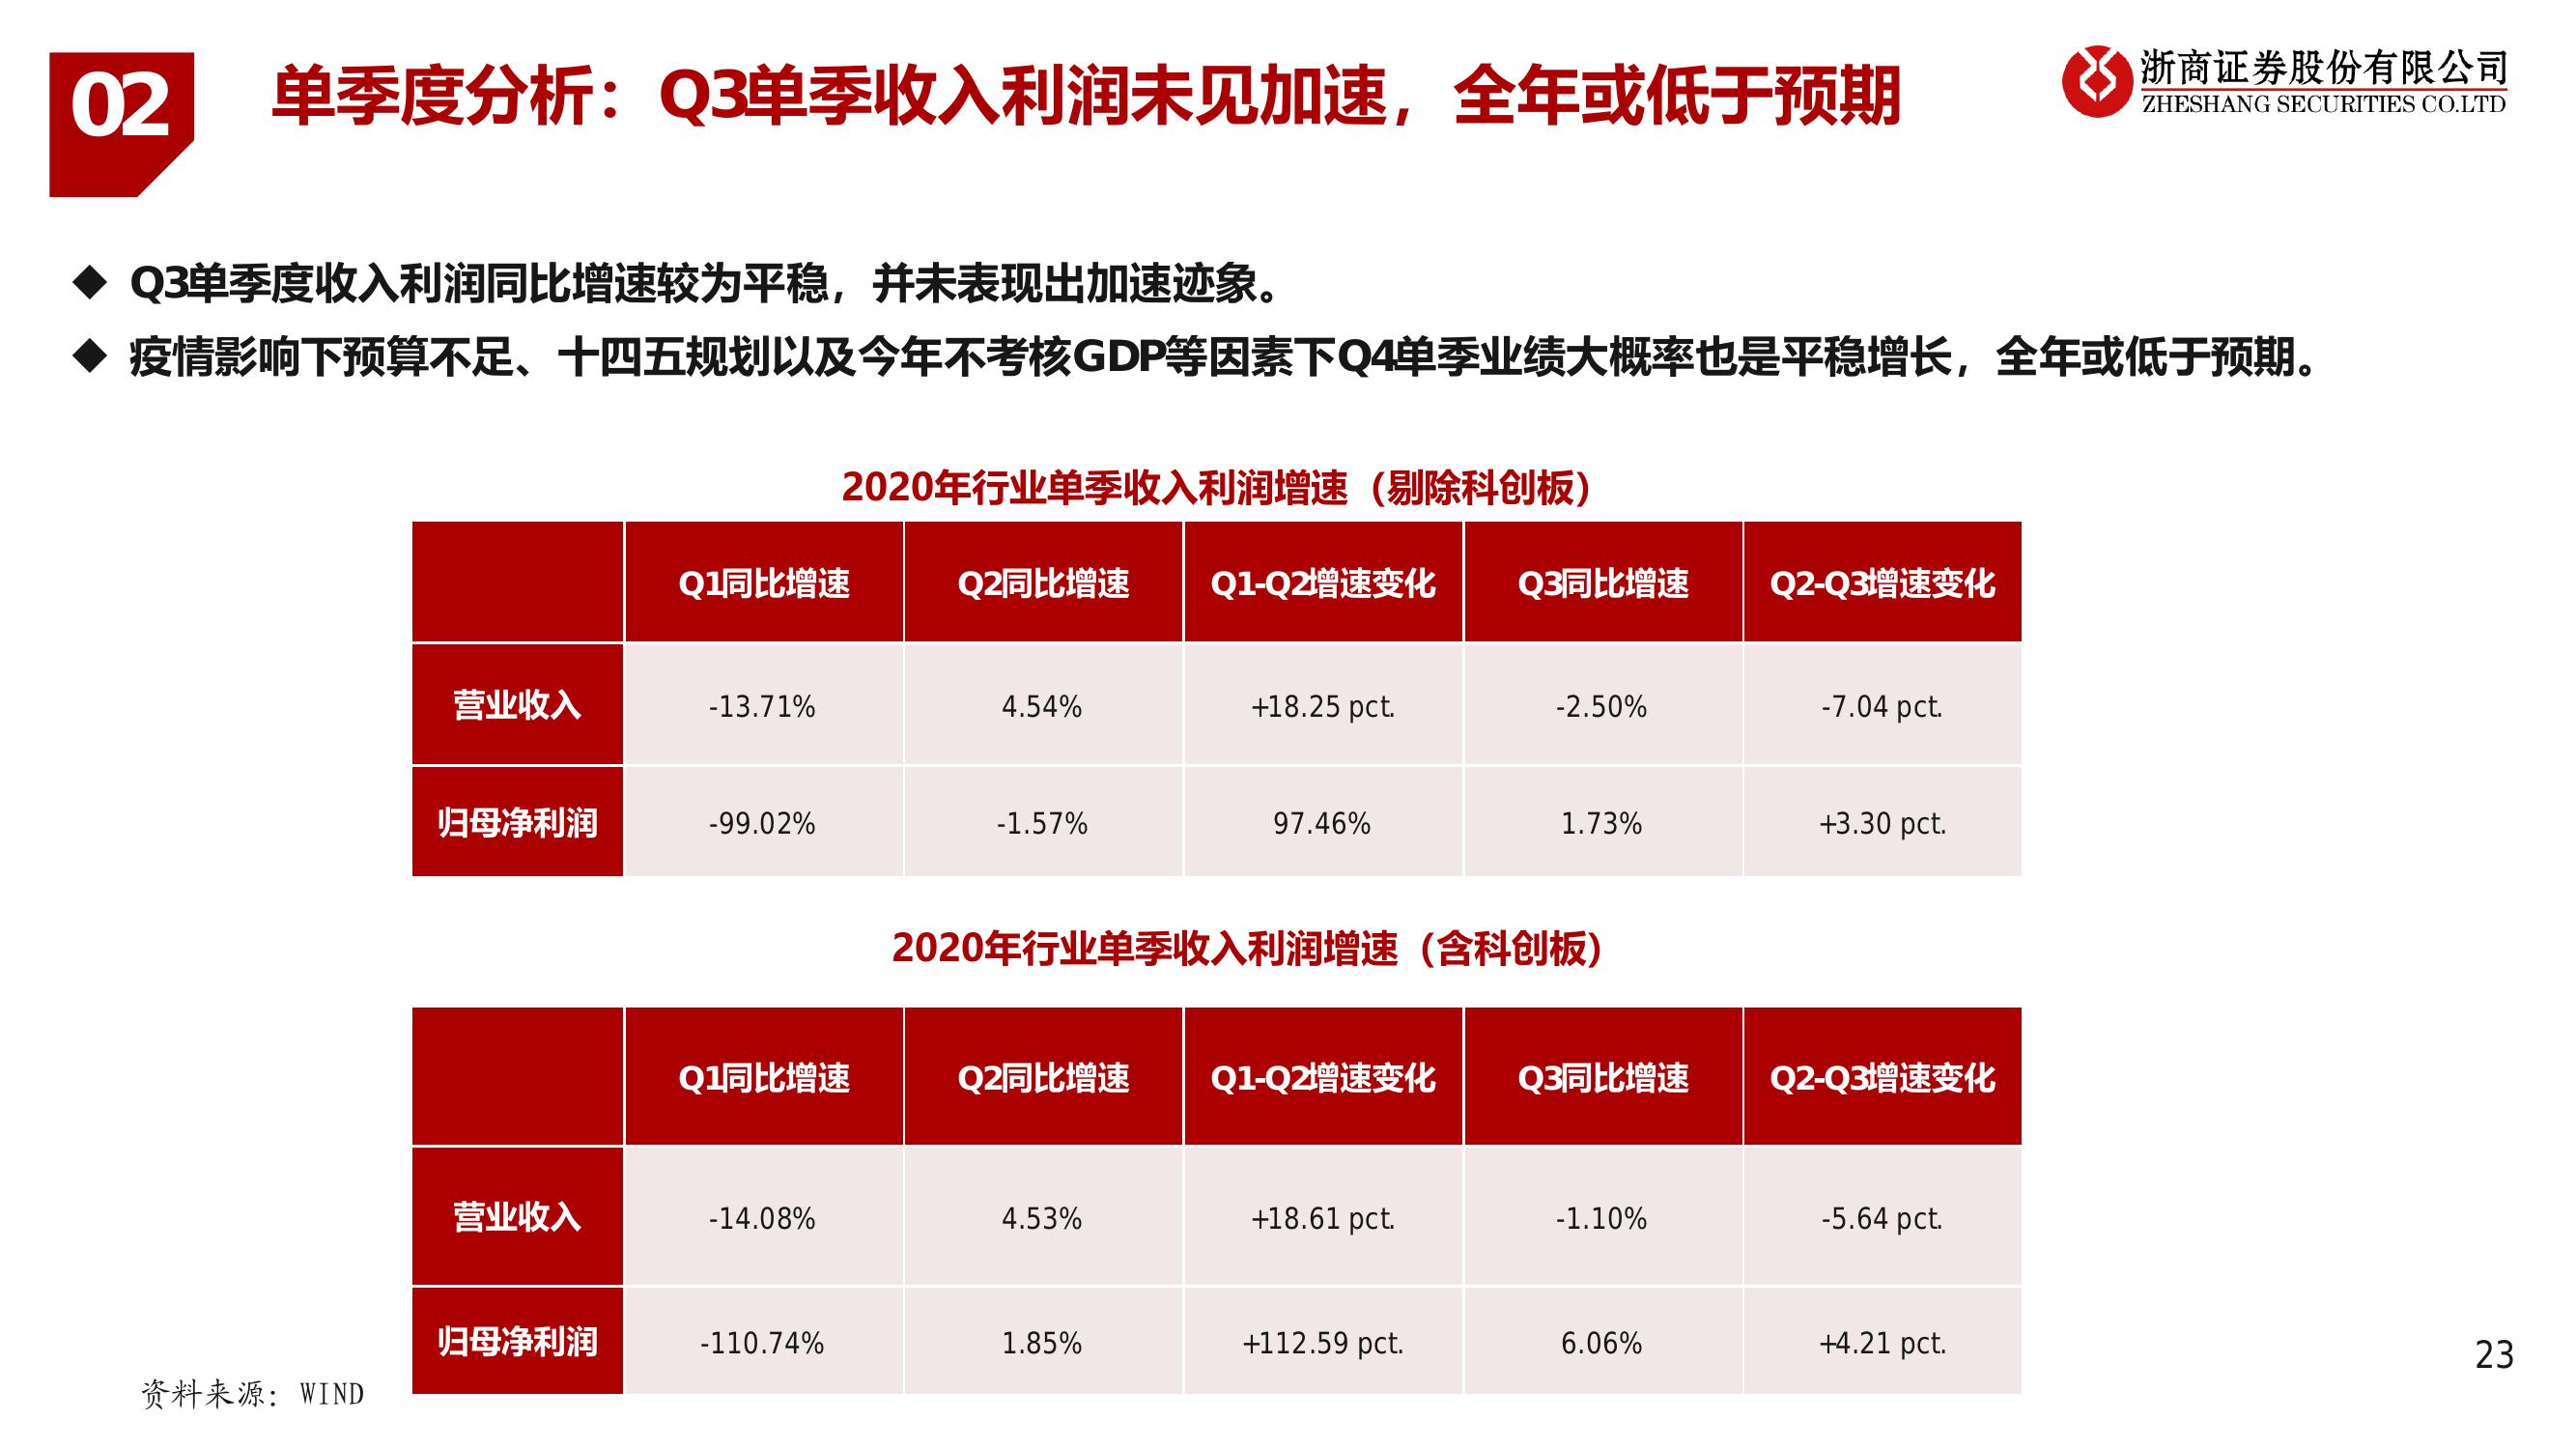 02
单季度分析：Q3单季收入利润未见加速，全年或低于预期
浙商证券股份有限公司
ZHESHANG SECURITIES CO.LTD
◆ Q3单季度收入利润同比增速较为平稳，并未表现出加速迹象。
◆ 疫情影响下预算不足、十四五规划以及今年不考核GDP等因素下Q4单季业绩大概率也是平稳增长，全年或低于预期。
2020年行业单季收入利润增速（剔除科创板）
Q1同比增速 Q2同比增速 Q1-Q2增速变化 Q3同比增速 Q2-Q3增速变化
营业收入 -13.71% 4.54% +18.25 pct. -2.50% -7.04 pct.
归母净利润 -99.02% -1.57% 97.46% 1.73% +3.30 pct.
2020年行业单季收入利润增速（含科创板）
Q1同比增速 Q2同比增速 Q1-Q2增速变化 Q3同比增速 Q2-Q3增速变化
营业收入 -14.08% 4.53% +18.61 pct. -1.10% -5.64 pct.
归母净利润 -110.74% 1.85% +112.59 pct. 6.06% +4.21 pct.
资料来源：WIND
23